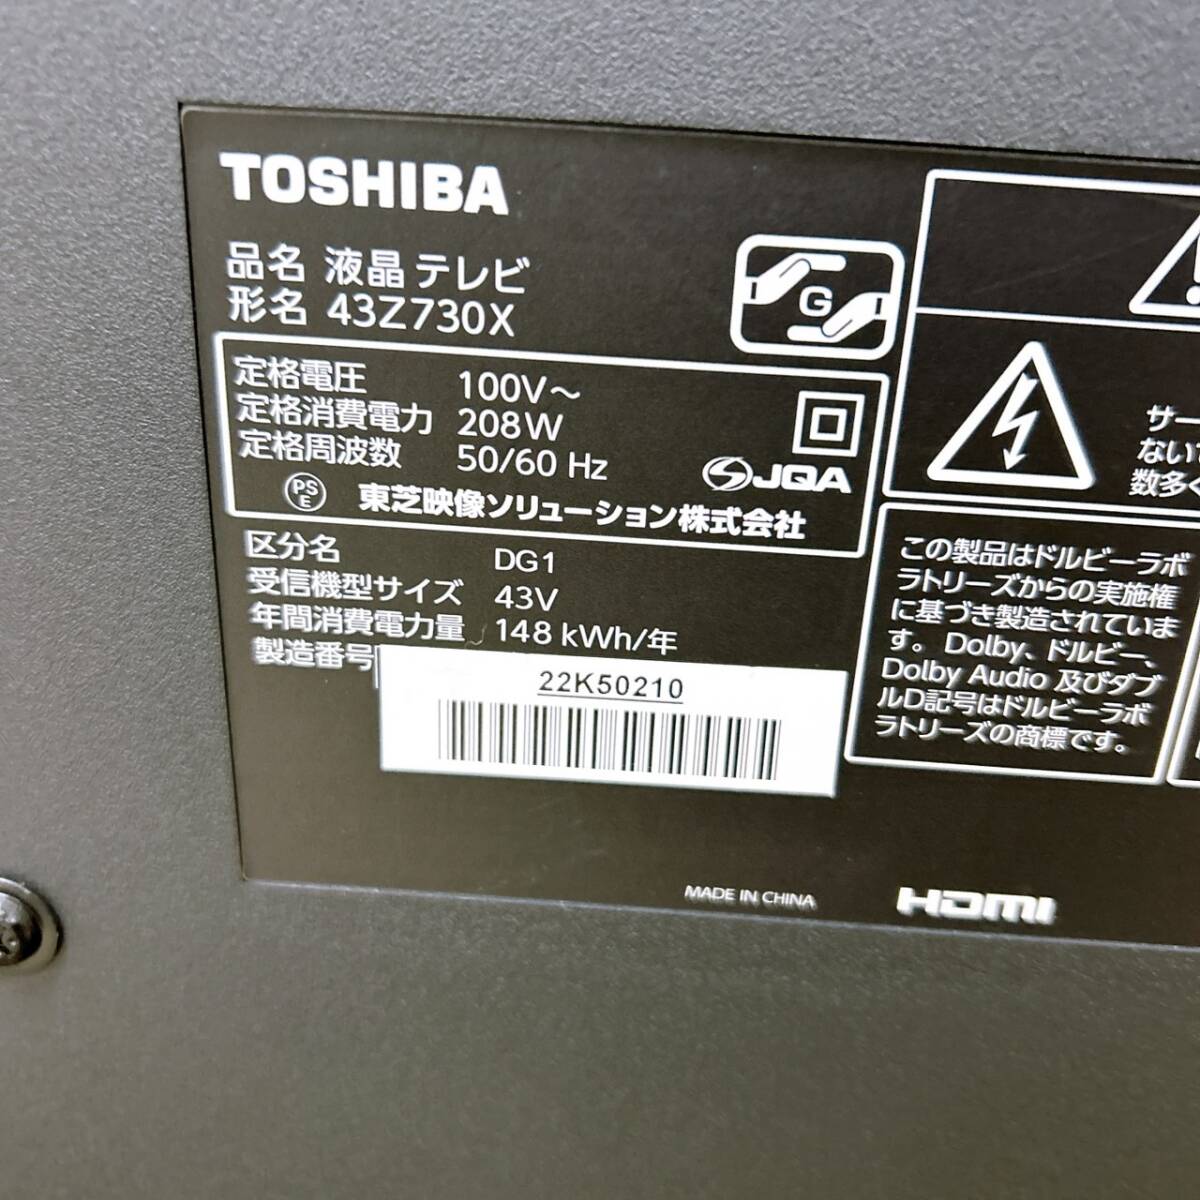 TOSHIBA
品名 液晶テレビ
形名 43Z730X
G
定格電圧 100V～
定格消費電力 208W
定格周波数 50/60 Hz
PS
E
JQA
東芝映像ソリューション株式会社
区分名 DG1
受信機型サイズ 43V
年間消費電力量 148 kWh/年
製造番号
22K50210
サー
ないで
数多く
この製品はドルビーラボ
ラトリーズからの実施権
に基づき製造されていま
す。Dolby、ドルビー、
Dolby Audio 及びダブ
ルD記号はドルビーラボ
ラトリーズの商標です。
MADE IN CHINA
HDMI